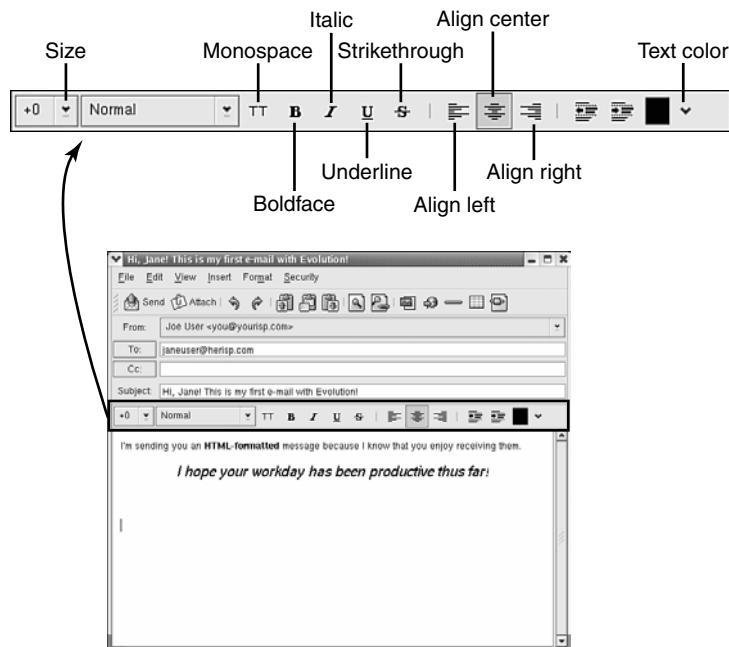 Align center
Italic
Size Monospace Strikethrough Text color
+0 Normal TT B I U S
Underline Align right
Boldface Align left
Hi, Jane! This is my first e-mail with Evolution!
File Edit View Insert Format Security
Send Attach
From: Joe User <you@yourisp.com>
To: janeuser@herisp.com
Cc:
Subject: Hi, Jane! This is my first e-mail with Evolution!
+0 Normal TT B I U S
I'm sending you an HTML-formatted message because I know that you enjoy receiving them.
I hope your workday has been productive thus far!